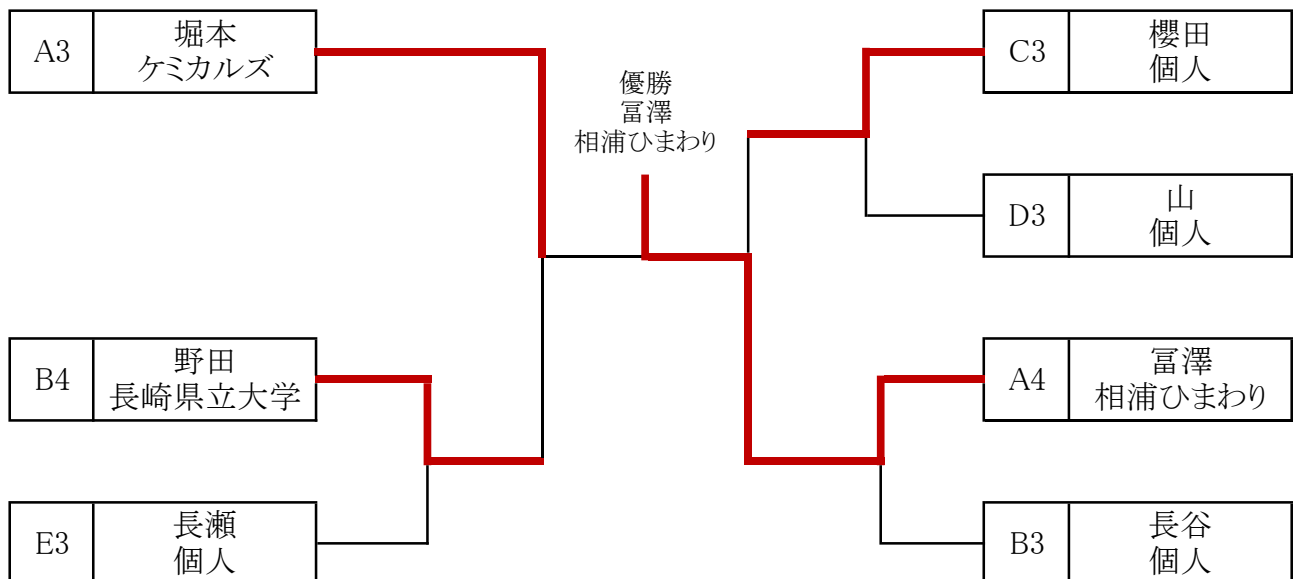 A3
堀本
ケミカルズ
B4
野田
長崎県立大学
E3
長瀬
個人
優勝
冨澤
相浦ひまわり
C3
櫻田
個人
D3
山
個人
A4
冨澤
相浦ひまわり
B3
長谷
個人